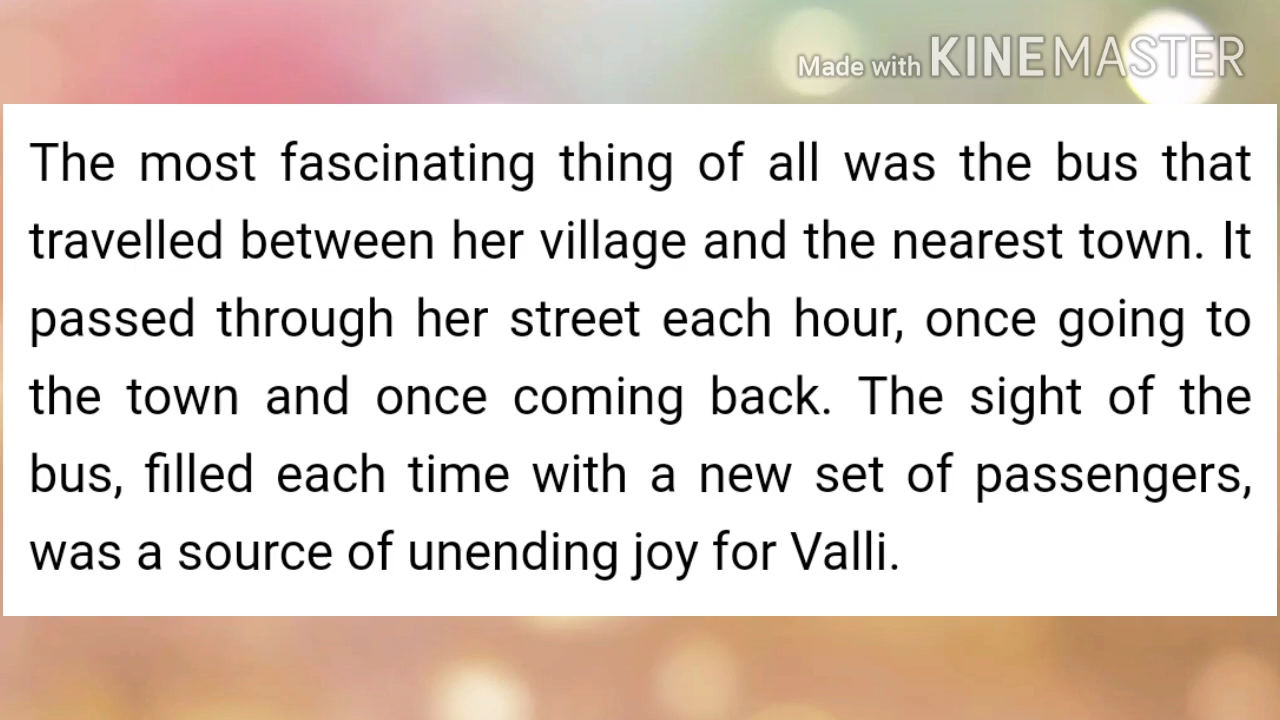 Made with KINEMASTER
The most fascinating thing of all was the bus that
travelled between her village and the nearest town. It
passed through her street each hour, once going to
the town and once coming back. The sight of the
bus, filled each time with a new set of passengers,
was a source of unending joy for Valli.